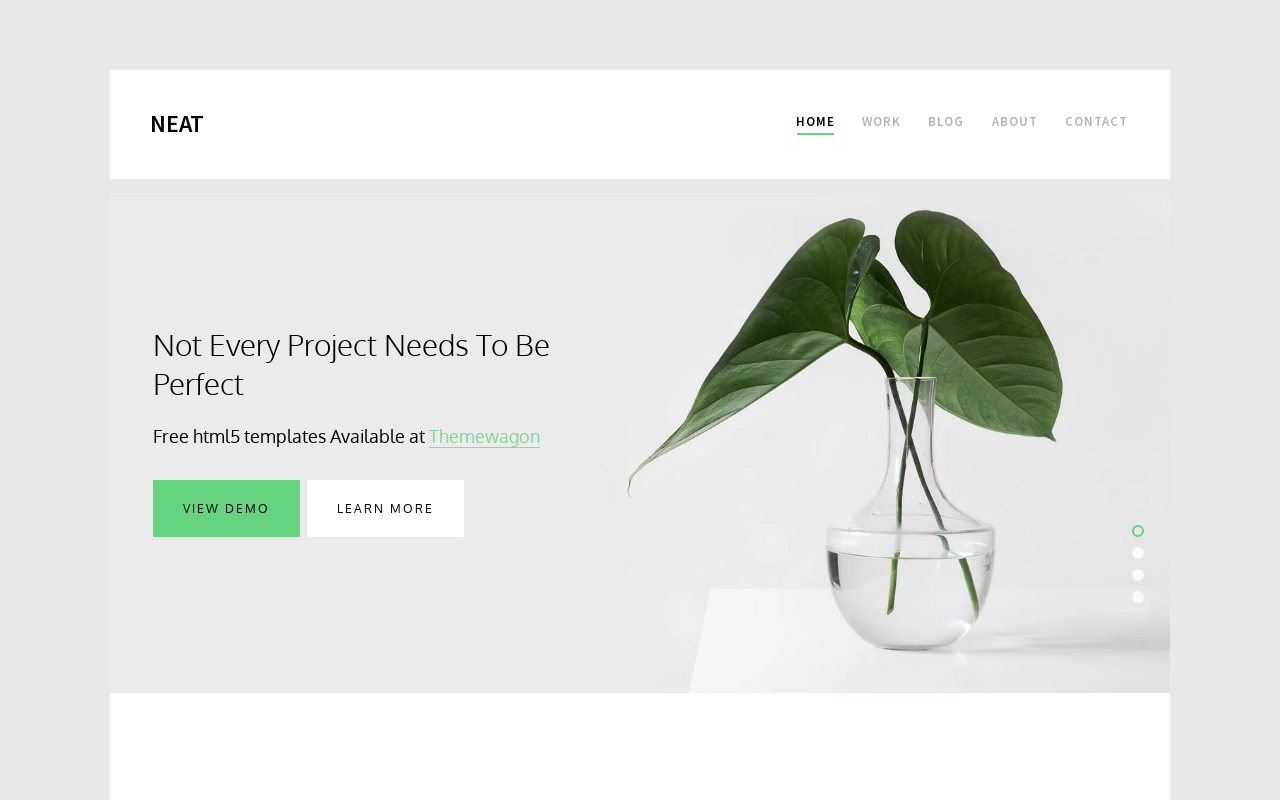 NEAT
HOME WORK BLOG ABOUT CONTACT
Not Every Project Needs To Be
Perfect
Free html5 templates Available at Themewagon
VIEW DEMO LEARN MORE